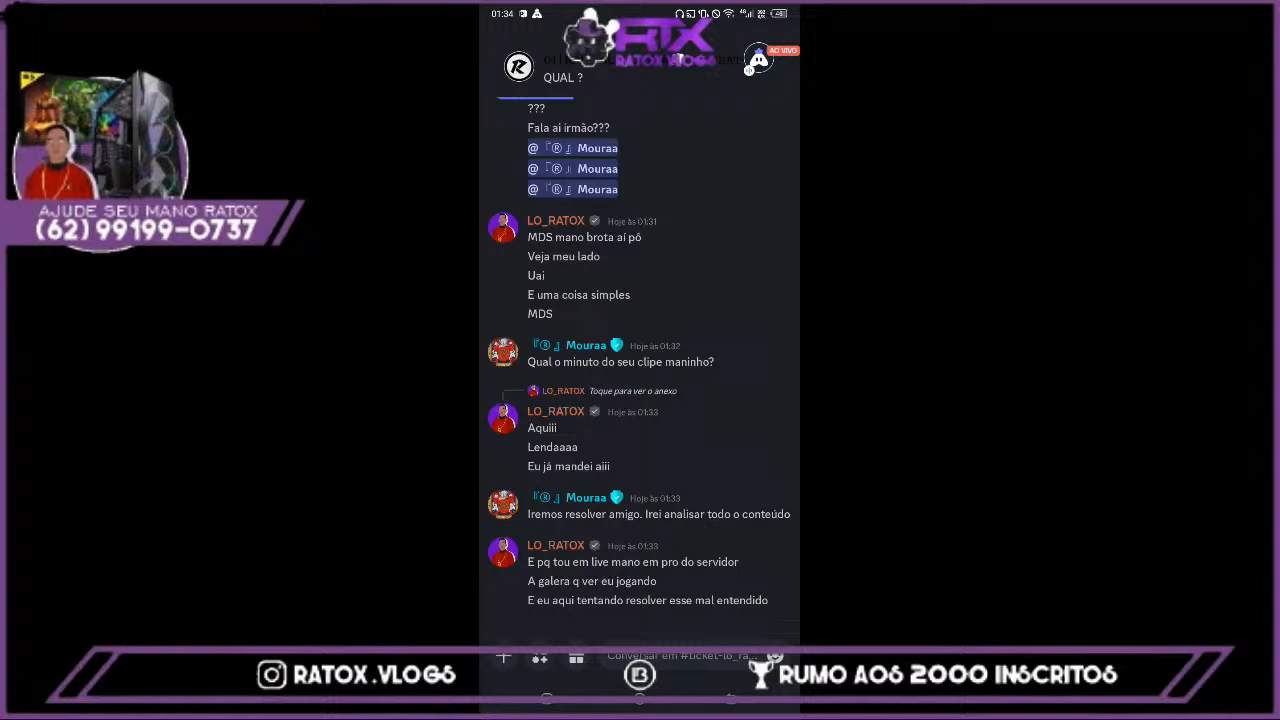 01:34
RTX
RATOX VLOGS
AO VIVO
QUAL ?
???
Fala ai irmão???
@『Ⓡ』Mouraa
@『Ⓡ』Mouraa
@『Ⓡ』Mouraa
AJUDE SEU MANO RATOX
(62) 99199-0737
LO_RATOX Hoje às 01:31
MDS mano brota aí pô
Veja meu lado
Uai
E uma coisa simples
MDS
『Ⓡ』Mouraa Hoje às 01:32
Qual o minuto do seu clipe maninho?
LO_RATOX Toque para ver o anexo
LO_RATOX Hoje às 01:33
Aquiii
Lendaaaa
Eu já mandei aiii
『Ⓡ』Mouraa Hoje às 01:33
Iremos resolver amigo. Irei analisar todo o conteúdo
LO_RATOX Hoje às 01:33
E pq tou em live mano em pro do servidor
A galera q ver eu jogando
E eu aqui tentando resolver esse mal entendido
Conversar em #ticket-lo_ra...
RATOX.VLOGS
RUMO AOS 2000 INSCRITOS